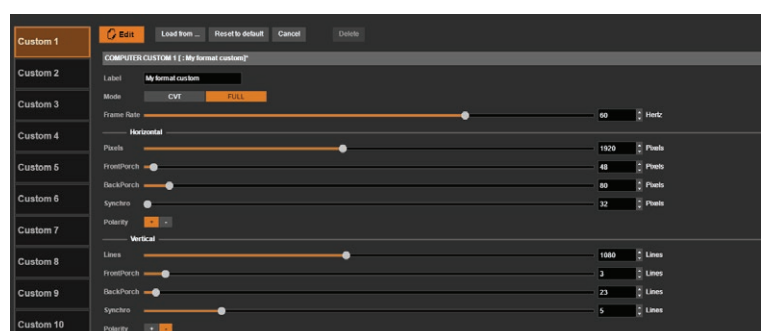 Custom 1
Custom 2
Custom 3
Custom 4
Custom 5
Custom 6
Custom 7
Custom 8
Custom 9
Custom 10
Edit Load from ... Reset to default Cancel Delete
COMPUTER CUSTOM 1 [ : My format custom]*
Label My format custom
Mode CVT FULL
Frame Rate 60 Hertz
Horizontal
Pixels 1920 Pixels
FrontPorch 48 Pixels
BackPorch 80 Pixels
Synchro 32 Pixels
Polarity + -
Vertical
Lines 1080 Lines
FrontPorch 3 Lines
BackPorch 23 Lines
Synchro 5 Lines
Polarity + -